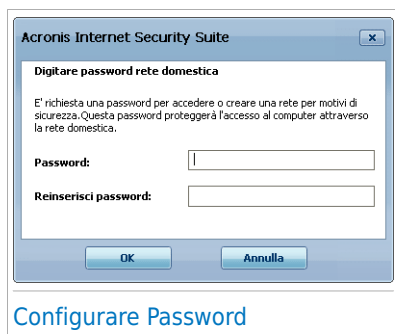 Acronis Internet Security Suite
Digitare password rete domestica
E' richiesta una password per accedere o creare una rete per motivi di
sicurezza.Questa password proteggerà l'accesso al computer attraverso
la rete domestica.
Password:
Reinserisci password:
OK Annulla
Configurare Password